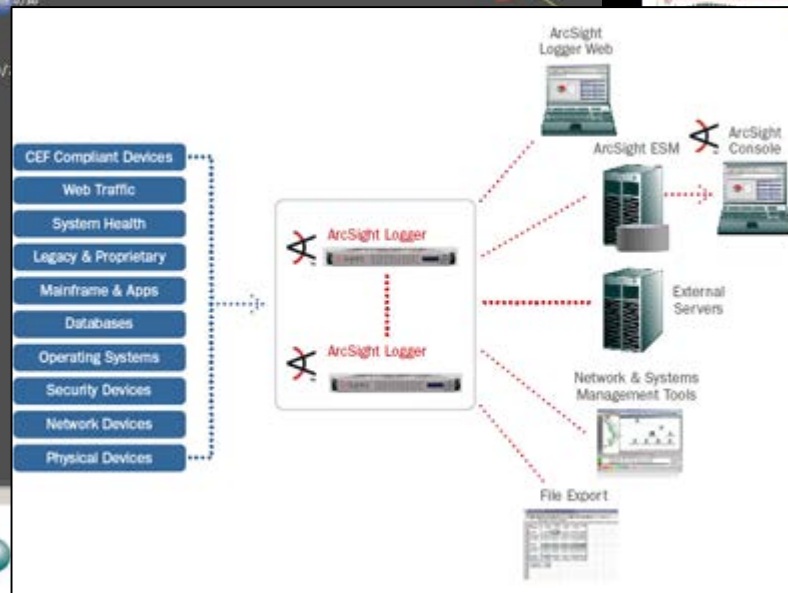 ArcSight
Logger Web
ArcSight ESM
ArcSight
Console
CEF Compliant Devices
Web Traffic
System Health
Legacy & Proprietary
Mainframe & Apps
Databases
Operating Systems
Security Devices
Network Devices
Physical Devices
ArcSight Logger
ArcSight Logger
External
Servers
Network & Systems
Management Tools
File Export